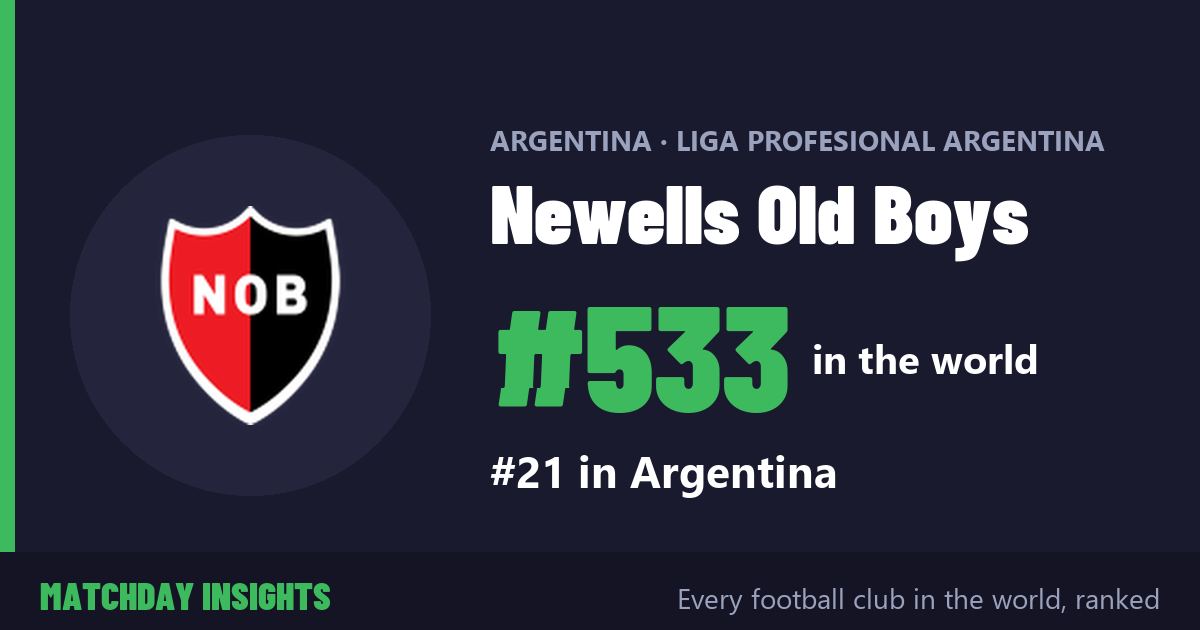 ARGENTINA · LIGA PROFESIONAL ARGENTINA
Newells Old Boys
NOB
#533 in the world
#21 in Argentina
MATCHDAY INSIGHTS
Every football club in the world, ranked